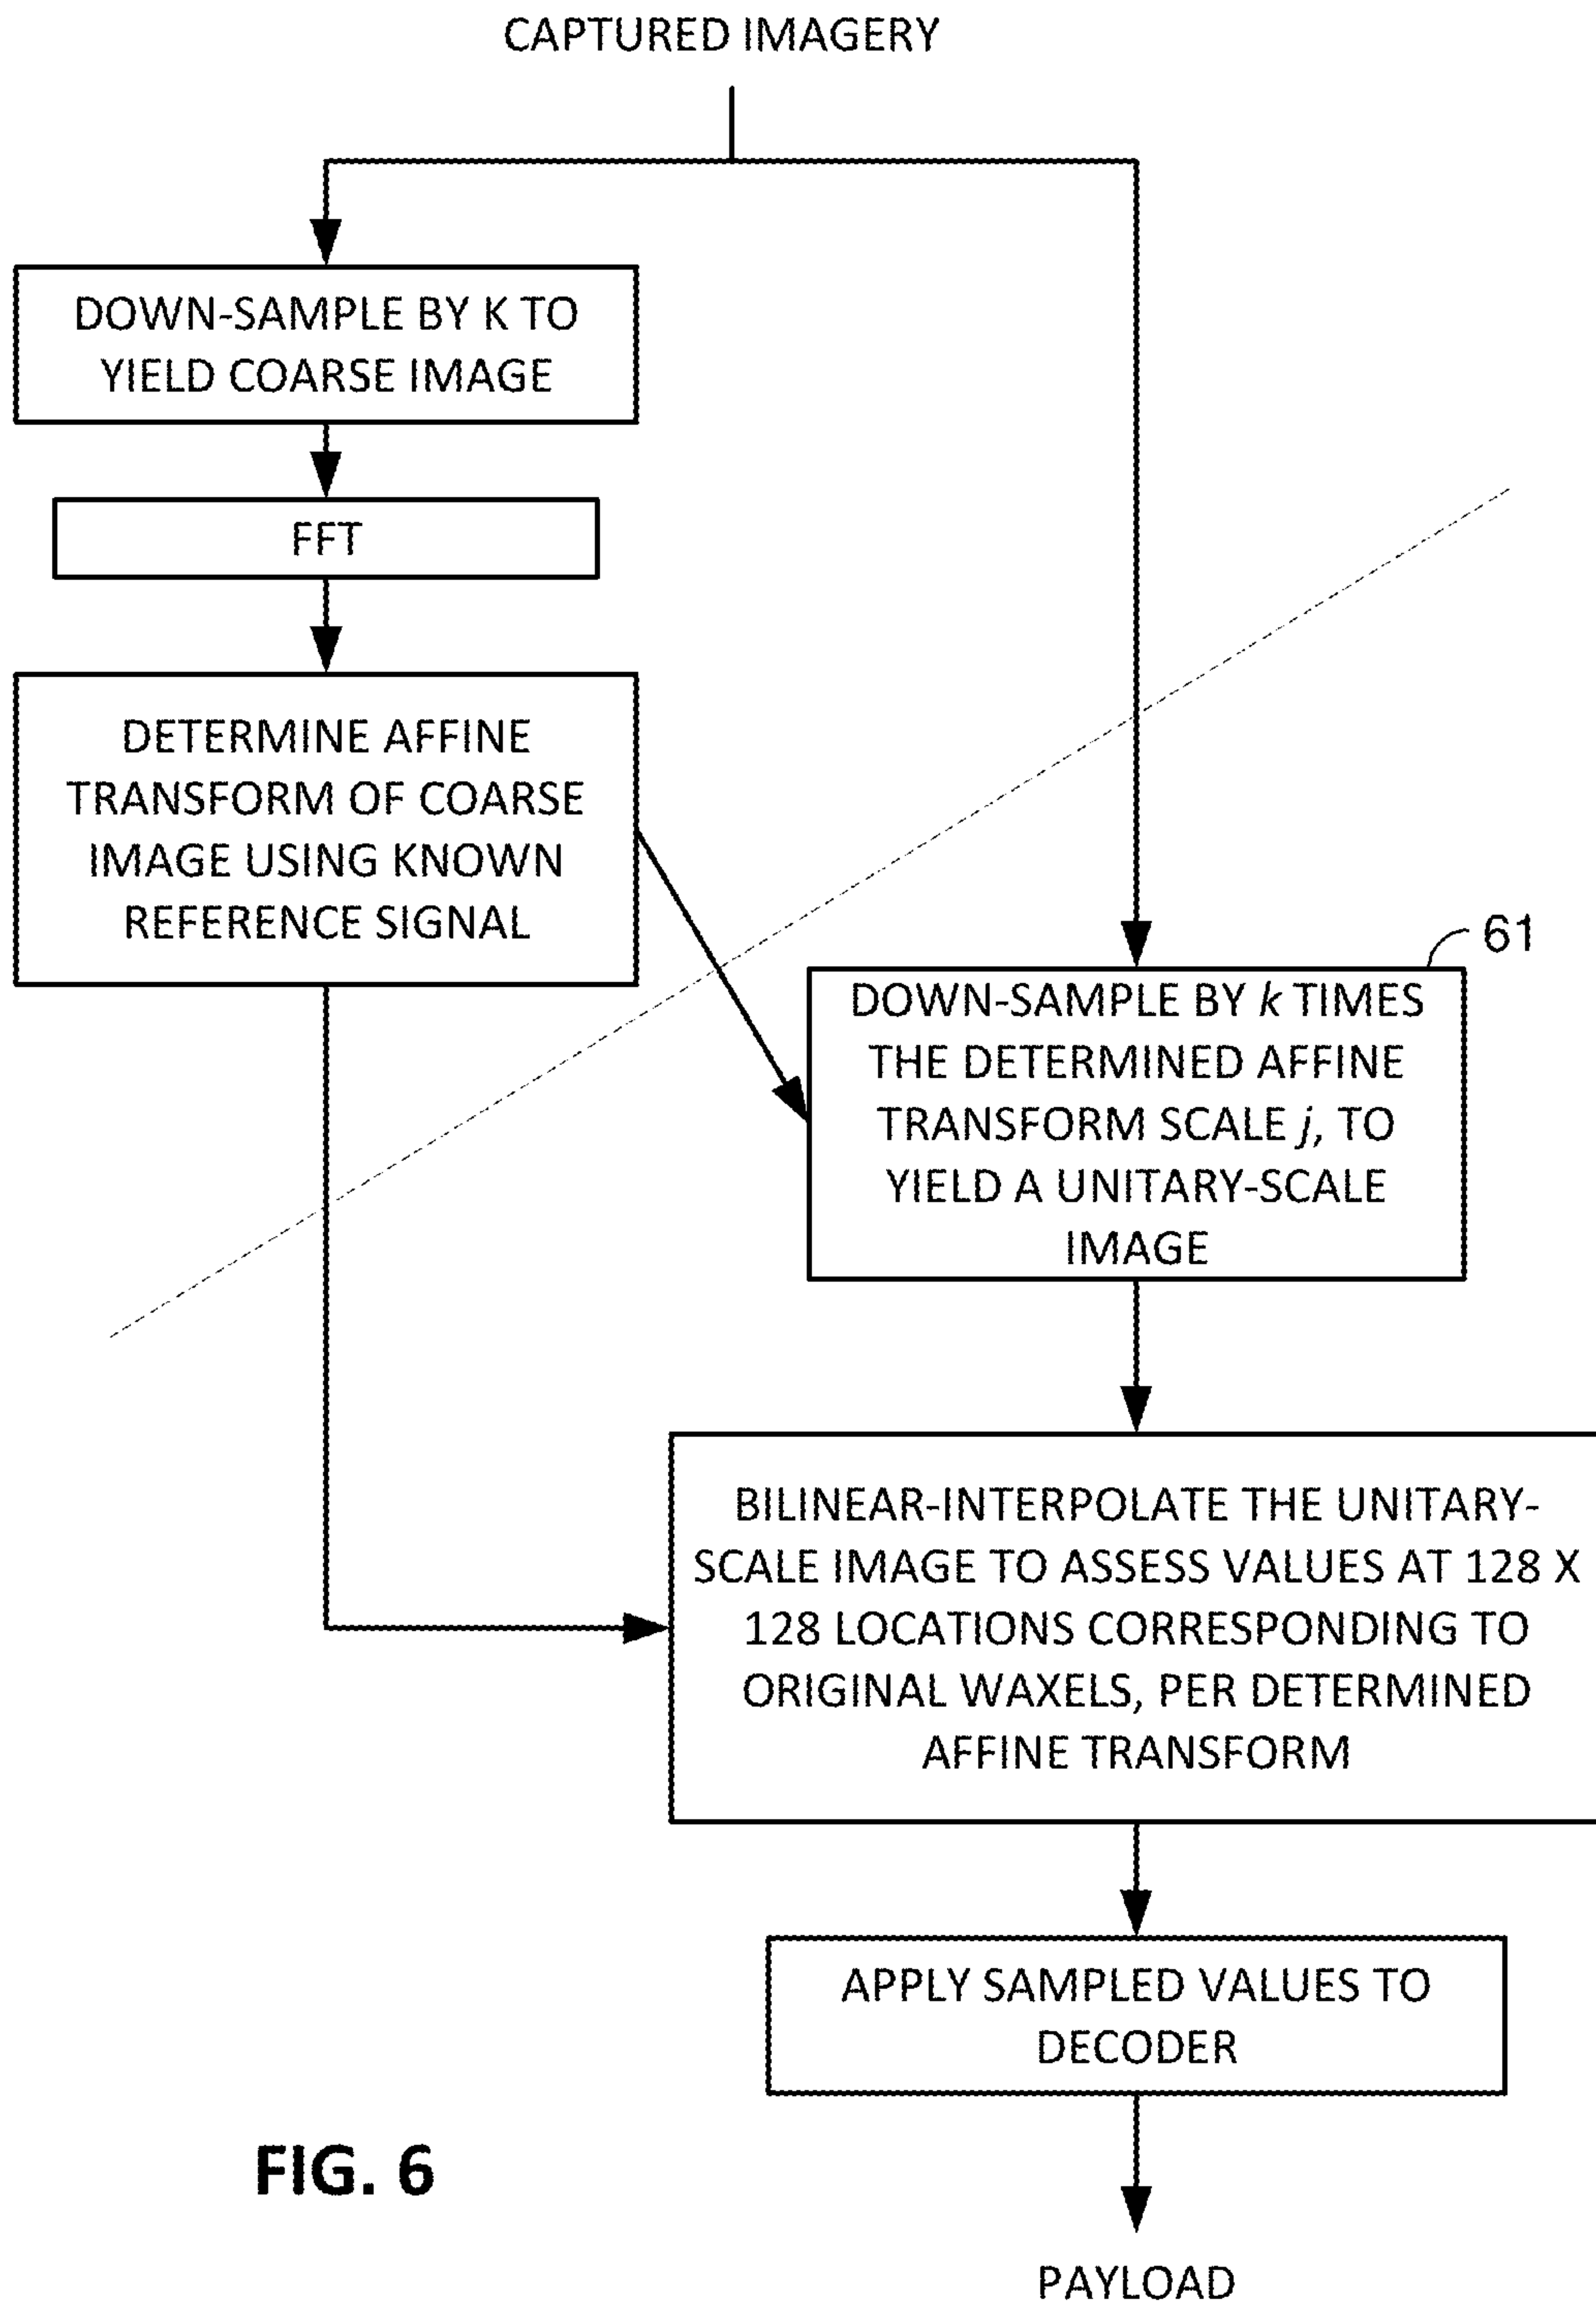 CAPTURED IMAGERY
DOWN-SAMPLE BY K TO
YIELD COARSE IMAGE
FFT
DETERMINE AFFINE
TRANSFORM OF COARSE
IMAGE USING KNOWN
REFERENCE SIGNAL
61
DOWN-SAMPLE BY k TIMES
THE DETERMINED AFFINE
TRANSFORM SCALE j, TO
YIELD A UNITARY-SCALE
IMAGE
BILINEAR-INTERPOLATE THE UNITARY-
SCALE IMAGE TO ASSESS VALUES AT 128 X
128 LOCATIONS CORRESPONDING TO
ORIGINAL WAXELS, PER DETERMINED
AFFINE TRANSFORM
APPLY SAMPLED VALUES TO
DECODER
FIG. 6
PAYLOAD